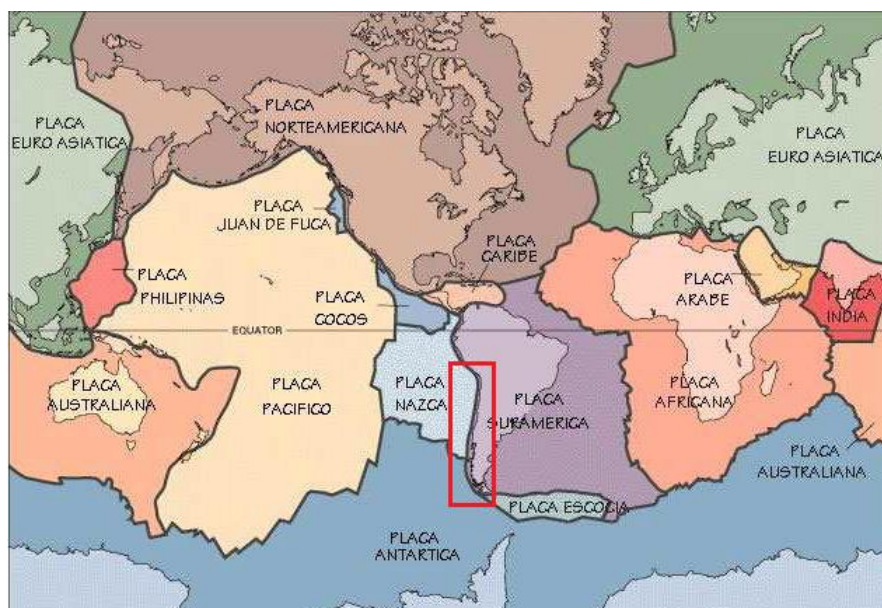 PLACA
NORTEAMERICANA
PLACA
EURO ASIATICA
PLACA
EURO ASIATICA
PLACA
JUAN DE FUCA
PLACA
CARIBE
PLACA
PHILIPINAS
PLACA
ARABE
PLACA
INDIA
PLACA
COCOS
EQUATOR
PLACA
AUSTRALIANA
PLACA
PACIFICO
PLACA
NAZCA
PLACA
SURAMERICA
PLACA
AFRICANA
PLACA
AUSTRALIANA
PLACA ESCOCIA
PLACA
ANTARTICA